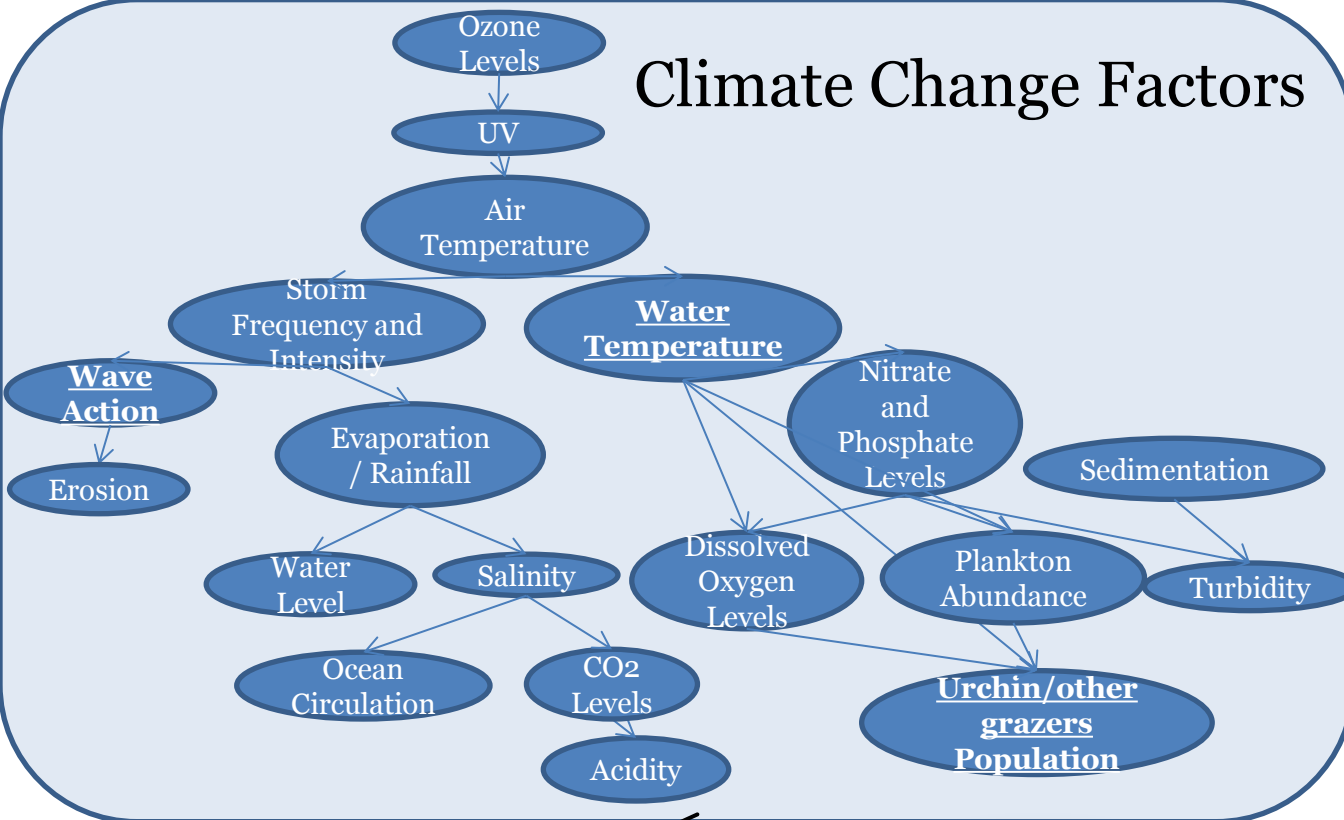 Ozone
Levels
Climate Change Factors
UV
Air
Temperature
Storm
Frequency and
Intensity
Water
Temperature
Wave
Action
Nitrate
and
Phosphate
Levels
Evaporation
/ Rainfall
Sedimentation
Erosion
Dissolved
Oxygen
Levels
Plankton
Abundance
Turbidity
Water
Level
Salinity
Ocean
Circulation
CO2
Levels
Urchin/other
grazers
Population
Acidity